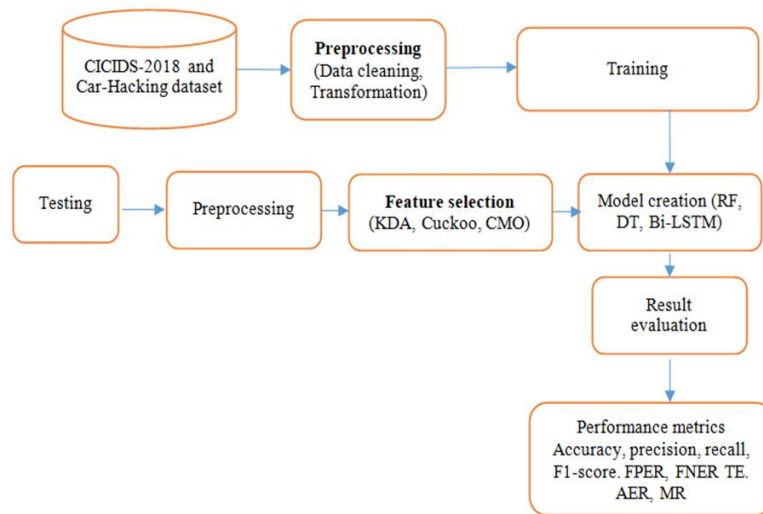 CICIDS-2018 and
Car-Hacking dataset
Preprocessing
(Data cleaning,
Transformation)
Training
Testing
Preprocessing
Feature selection
(KDA, Cuckoo, CMO)
Model creation (RF,
DT, Bi-LSTM)
Result
evaluation
Performance metrics
Accuracy, precision, recall,
F1-score. FPER, FNER TE.
AER, MR